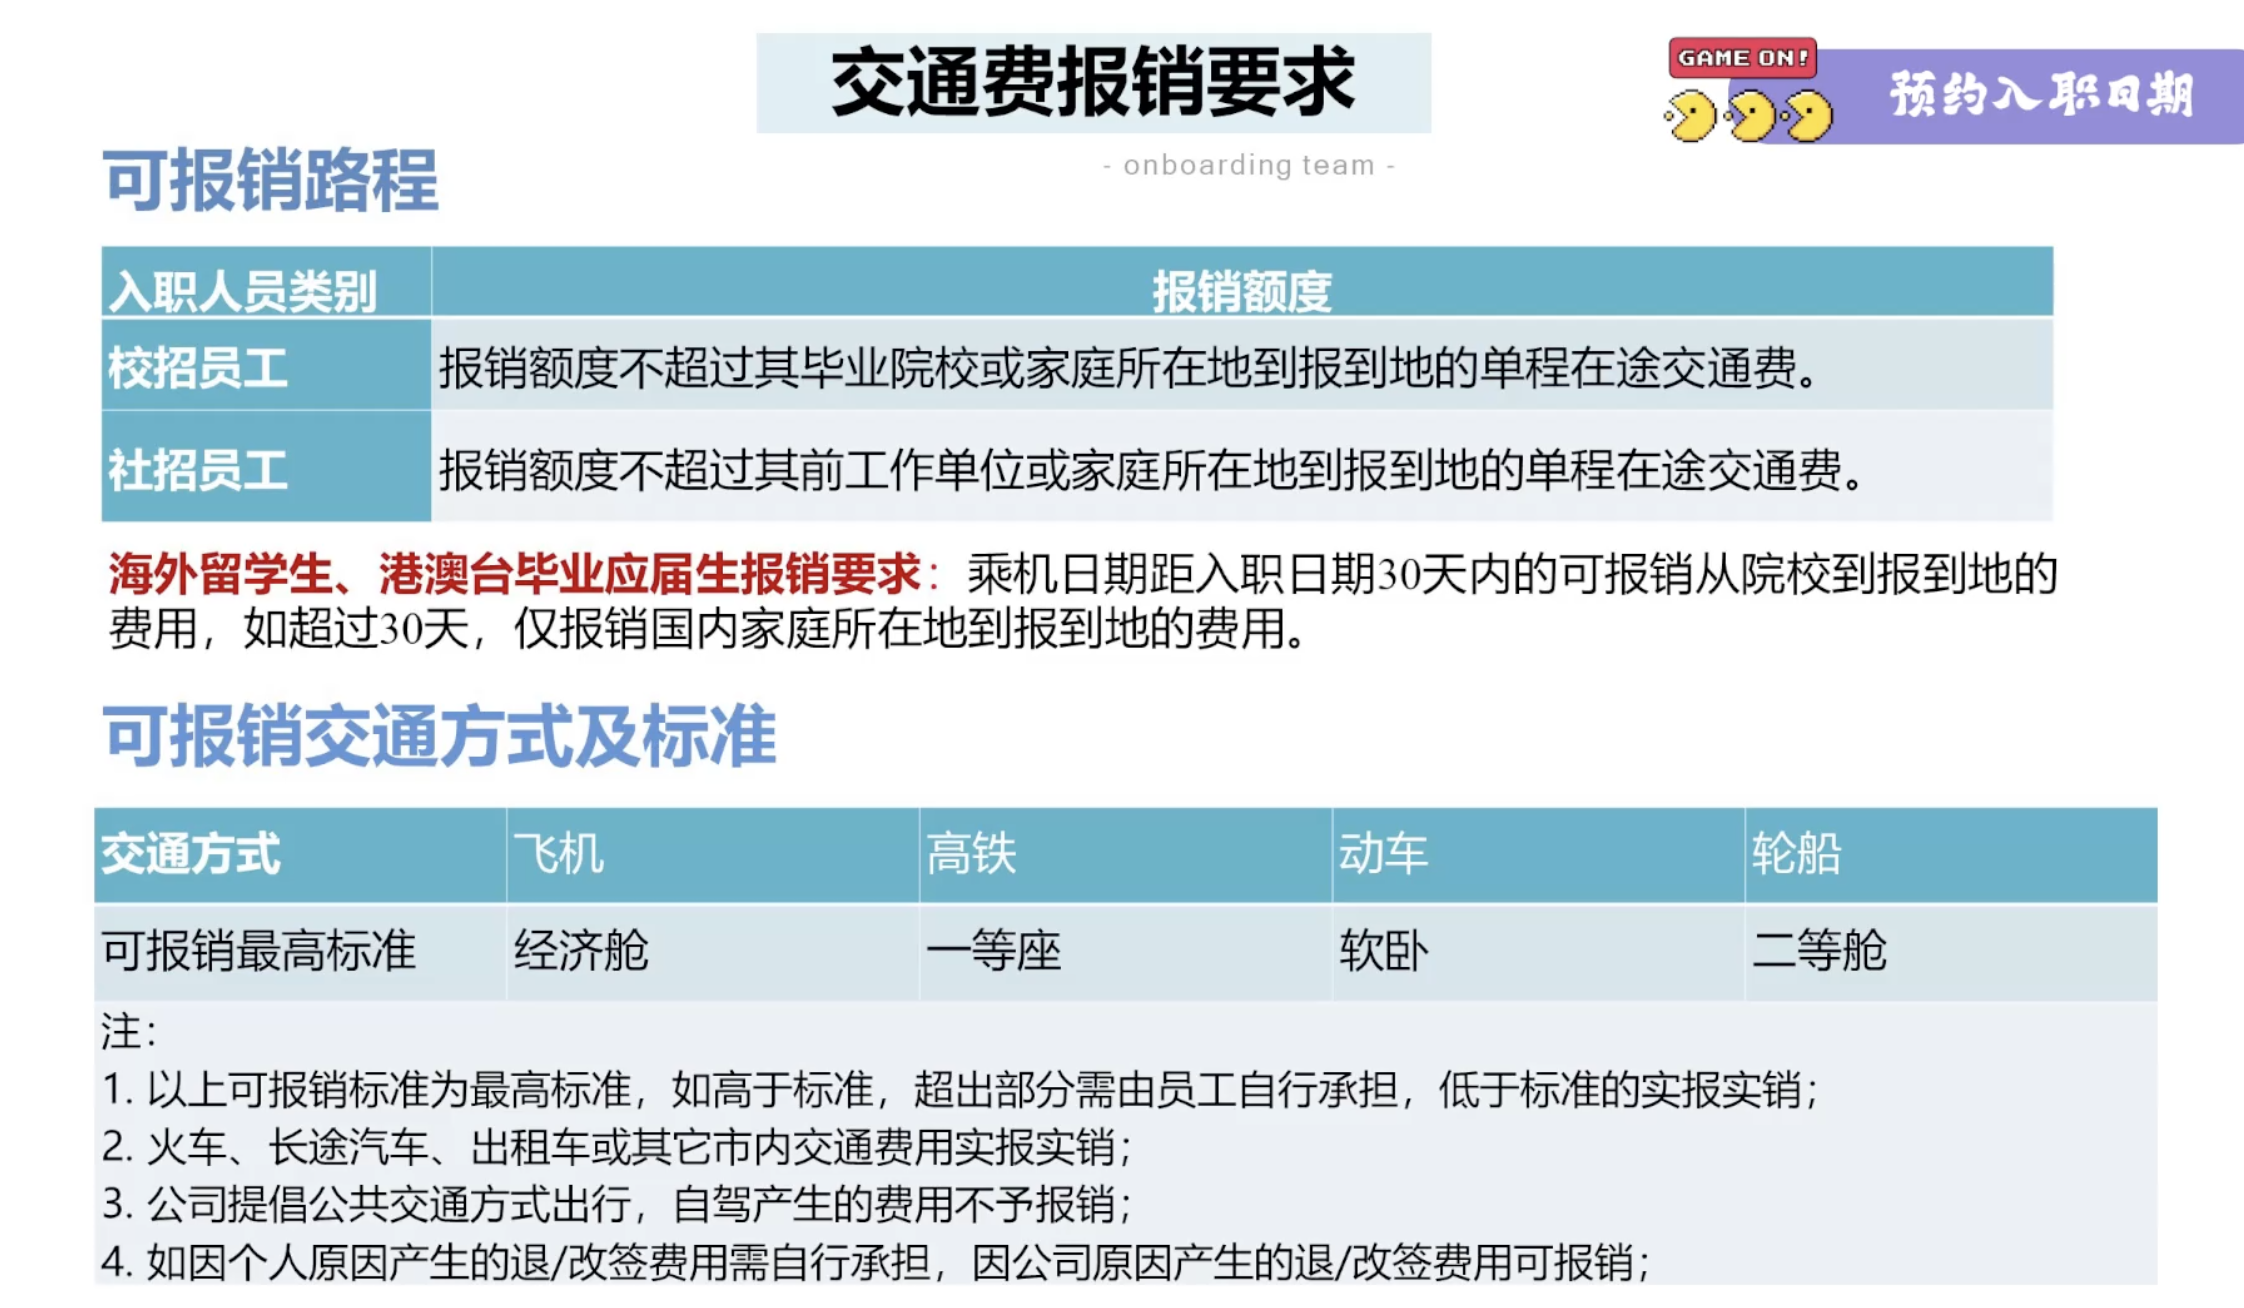 交通费报销要求
GAME ON!
预约入职日期
- onboarding team -
可报销路程
入职人员类别 报销额度
校招员工 报销额度不超过其毕业院校或家庭所在地到报到地的单程在途交通费。
社招员工 报销额度不超过其前工作单位或家庭所在地到报到地的单程在途交通费。
海外留学生、港澳台毕业应届生报销要求：乘机日期距入职日期30天内的可报销从院校到报到地的
费用，如超过30天，仅报销国内家庭所在地到报到地的费用。
可报销交通方式及标准
交通方式 飞机 高铁 动车 轮船
可报销最高标准 经济舱 一等座 软卧 二等舱
注：
1. 以上可报销标准为最高标准，如高于标准，超出部分需由员工自行承担，低于标准的实报实销；
2. 火车、长途汽车、出租车或其它市内交通费用实报实销；
3. 公司提倡公共交通方式出行，自驾产生的费用不予报销；
4. 如因个人原因产生的退/改签费用需自行承担，因公司原因产生的退/改签费用可报销；